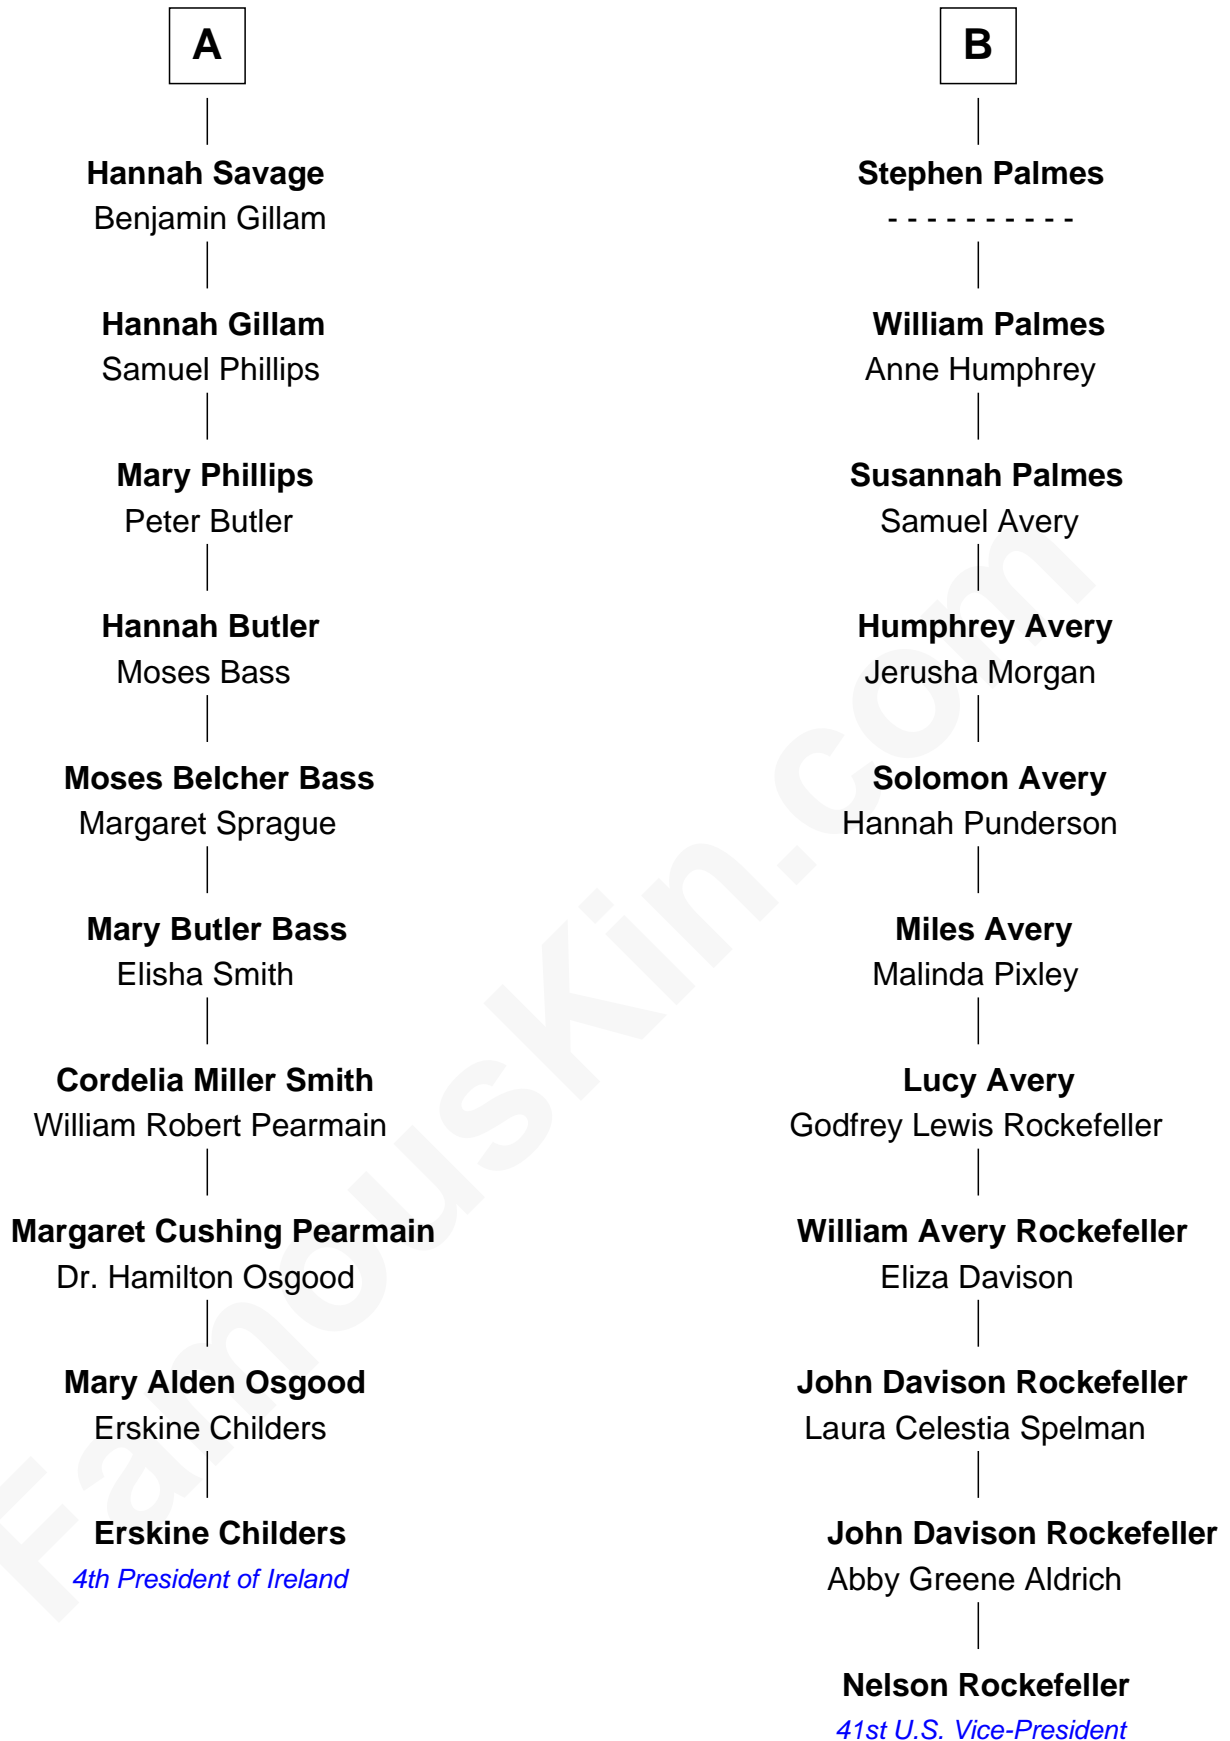 A
Hannah Savage
Benjamin Gillam
Hannah Gillam
Samuel Phillips
Mary Phillips
Peter Butler
Hannah Butler
Moses Bass
Moses Belcher Bass
Margaret Sprague
Mary Butler Bass
Elisha Smith
Cordelia Miller Smith
William Robert Pearmain
Margaret Cushing Pearmain
Dr. Hamilton Osgood
Mary Alden Osgood
Erskine Childers
Erskine Childers
4th President of Ireland
B
Stephen Palmes
- - - - - - - - - -
William Palmes
Anne Humphrey
Susannah Palmes
Samuel Avery
Humphrey Avery
Jerusha Morgan
Solomon Avery
Hannah Punderson
Miles Avery
Malinda Pixley
Lucy Avery
Godfrey Lewis Rockefeller
William Avery Rockefeller
Eliza Davison
John Davison Rockefeller
Laura Celestia Spelman
John Davison Rockefeller
Abby Greene Aldrich
Nelson Rockefeller
41st U.S. Vice-President
FamousKin.com